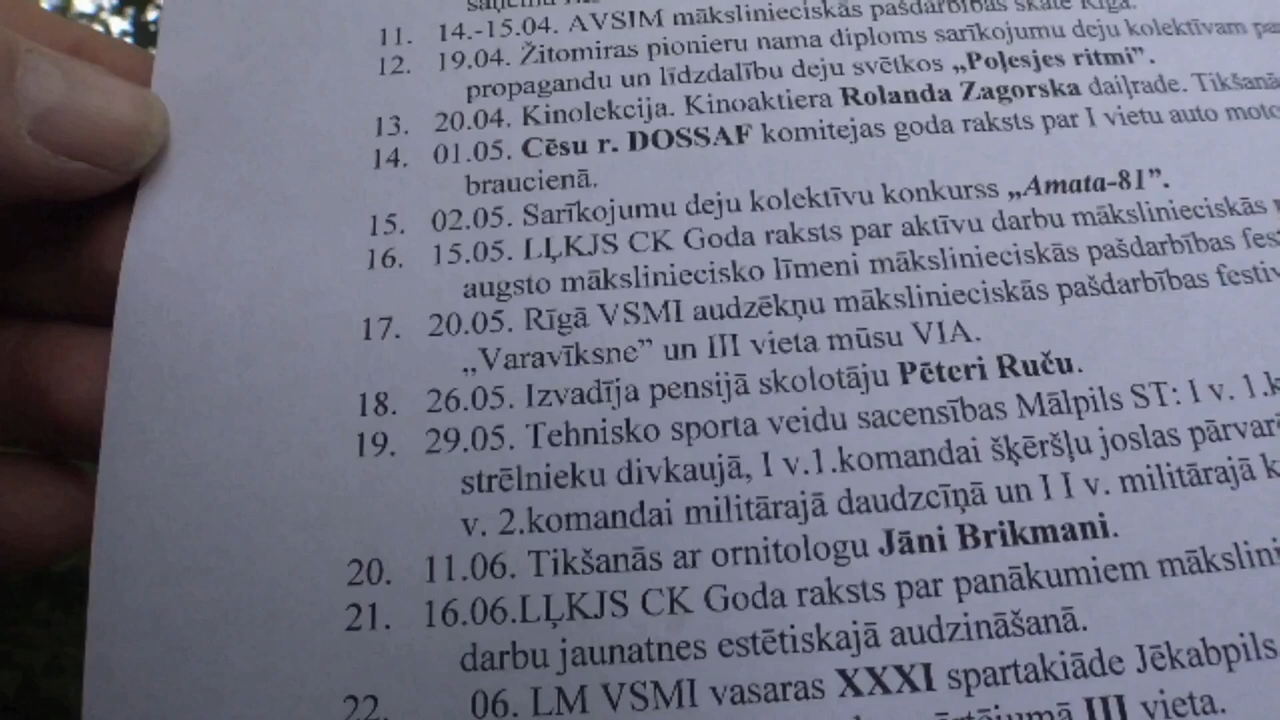 11. 14.-15.04. AVSIM mākslinieciskās pašdarbības skate Rīgā.
12. 19.04. Žitomiras pionieru nama diploms sarīkojumu deju kolektīvam
propagandu un līdzdalību deju svētkos „Poļesjes ritmi”.
13. 20.04. Kinolekcija. Kinoaktiera Rolanda Zagorska daiļrade.
14. 01.05. Cēsu r. DOSSAF komitejas goda raksts par I vietu auto moto
braucienā.
15. 02.05. Sarīkojumu deju kolektīvu konkurss „Amata-81”.
16. 15.05. LĻKJS CK Goda raksts par aktīvu darbu mākslinieciskās
augsto māksliniecisko līmeni mākslinieciskās pašdarbības
17. 20.05. Rīgā VSMI audzēkņu mākslinieciskās pašdarbības
„Varavīksne” un III vieta mūsu VIA.
18. 26.05. Izvadīja pensijā skolotāju Pēteri Ruču.
19. 29.05. Tehnisko sporta veidu sacensības Mālpils ST: I v. 1.k
strēlnieku divkaujā, I v.1.komandai šķēršļu joslas
v. 2.komandai militārajā daudzcīņā un I I v. militārajā
20. 11.06. Tikšanās ar ornitologu Jāni Brikmani.
21. 16.06.LĻKJS CK Goda raksts par panākumiem
darbu jaunatnes estētiskajā audzināšanā.
22. 06. LM VSMI vasaras XXXI spartakiāde Jēkabpils
III vieta.